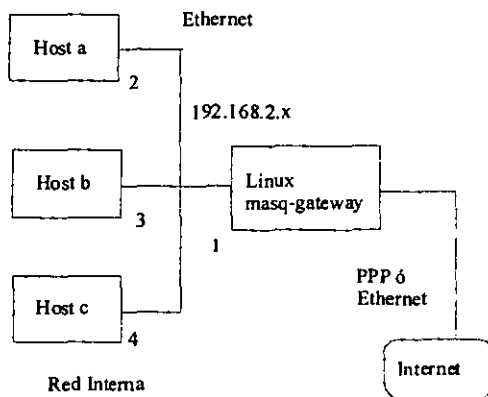 Ethernet
Host a
2
192.168.2.x
Host b
3
Linux
masq-gateway
1
PPP ó
Ethernet
Host c
4
Internet
Red Interna